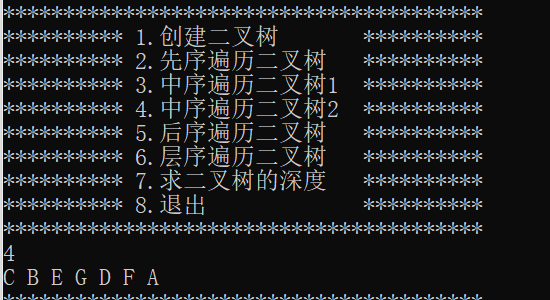 ****************************************
********** 1.创建二叉树       **********
********** 2.先序遍历二叉树   **********
********** 3.中序遍历二叉树1  **********
********** 4.中序遍历二叉树2  **********
********** 5.后序遍历二叉树   **********
********** 6.层序遍历二叉树   **********
********** 7.求二叉树的深度   **********
********** 8.退出             **********
****************************************
4
C B E G D F A
****************************************